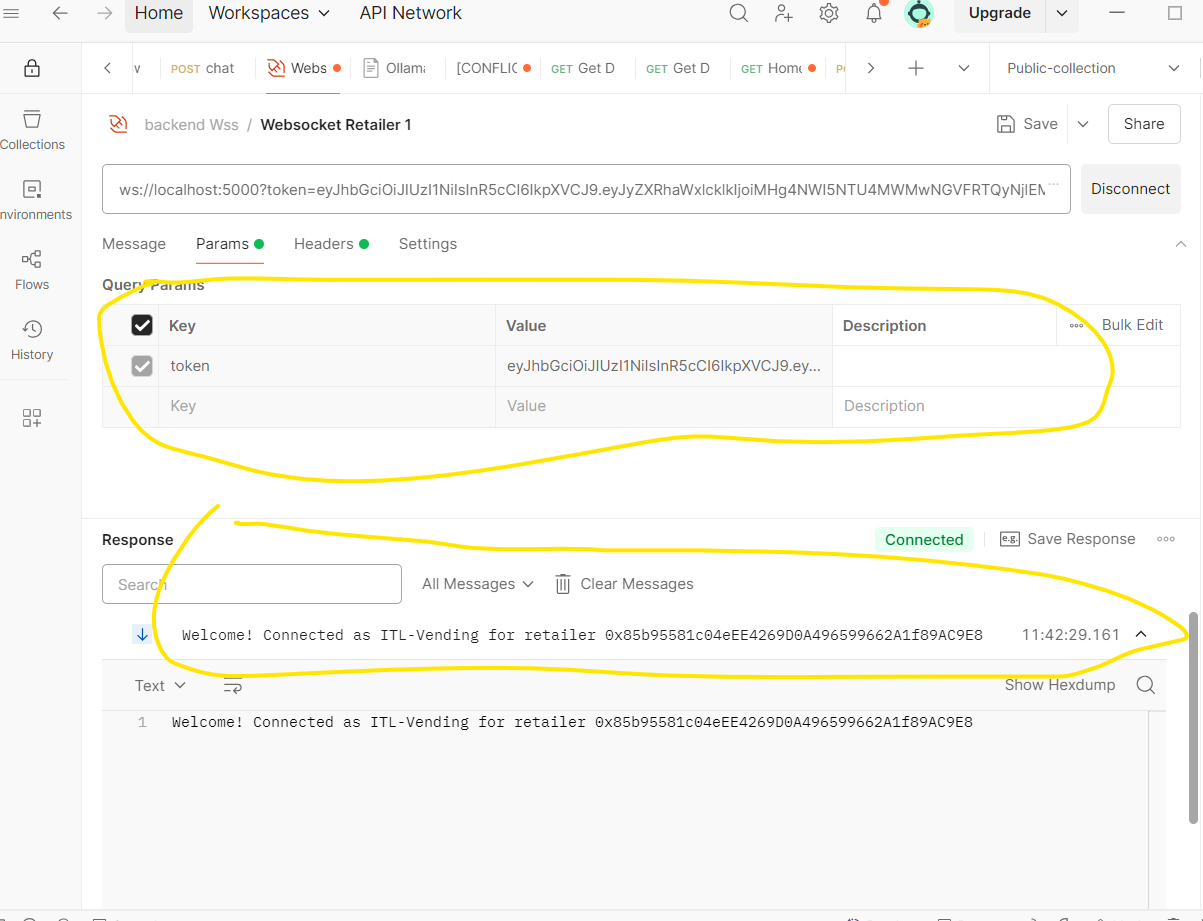 Home Workspaces API Network Upgrade
POST chat Webs Ollama [CONFLIC GET Get D GET Get D GET Home Public-collection
backend Wss / Websocket Retailer 1 Save Share
Collections
nvironments
Flows
History
ws://localhost:5000?token=eyJhbGciOiJIUzI1NiIsInR5cCI6IkpXVCJ9.eyJyZXRhaWxlcklkIjoiMHg4NWI5NTU4MWMwNGVFRTQyNjlEM... Disconnect
Message Params Headers Settings
Query Params
Key Value Description Bulk Edit
token eyJhbGciOiJIUzI1NiIsInR5cCI6IkpXVCJ9.ey...
Key Value Description
Response Connected e.g. Save Response
Search All Messages Clear Messages
Welcome! Connected as ITL-Vending for retailer 0x85b95581c04eEE4269D0A496599662A1f89AC9E8 11:42:29.161
Text Show Hexdump
1 Welcome! Connected as ITL-Vending for retailer 0x85b95581c04eEE4269D0A496599662A1f89AC9E8